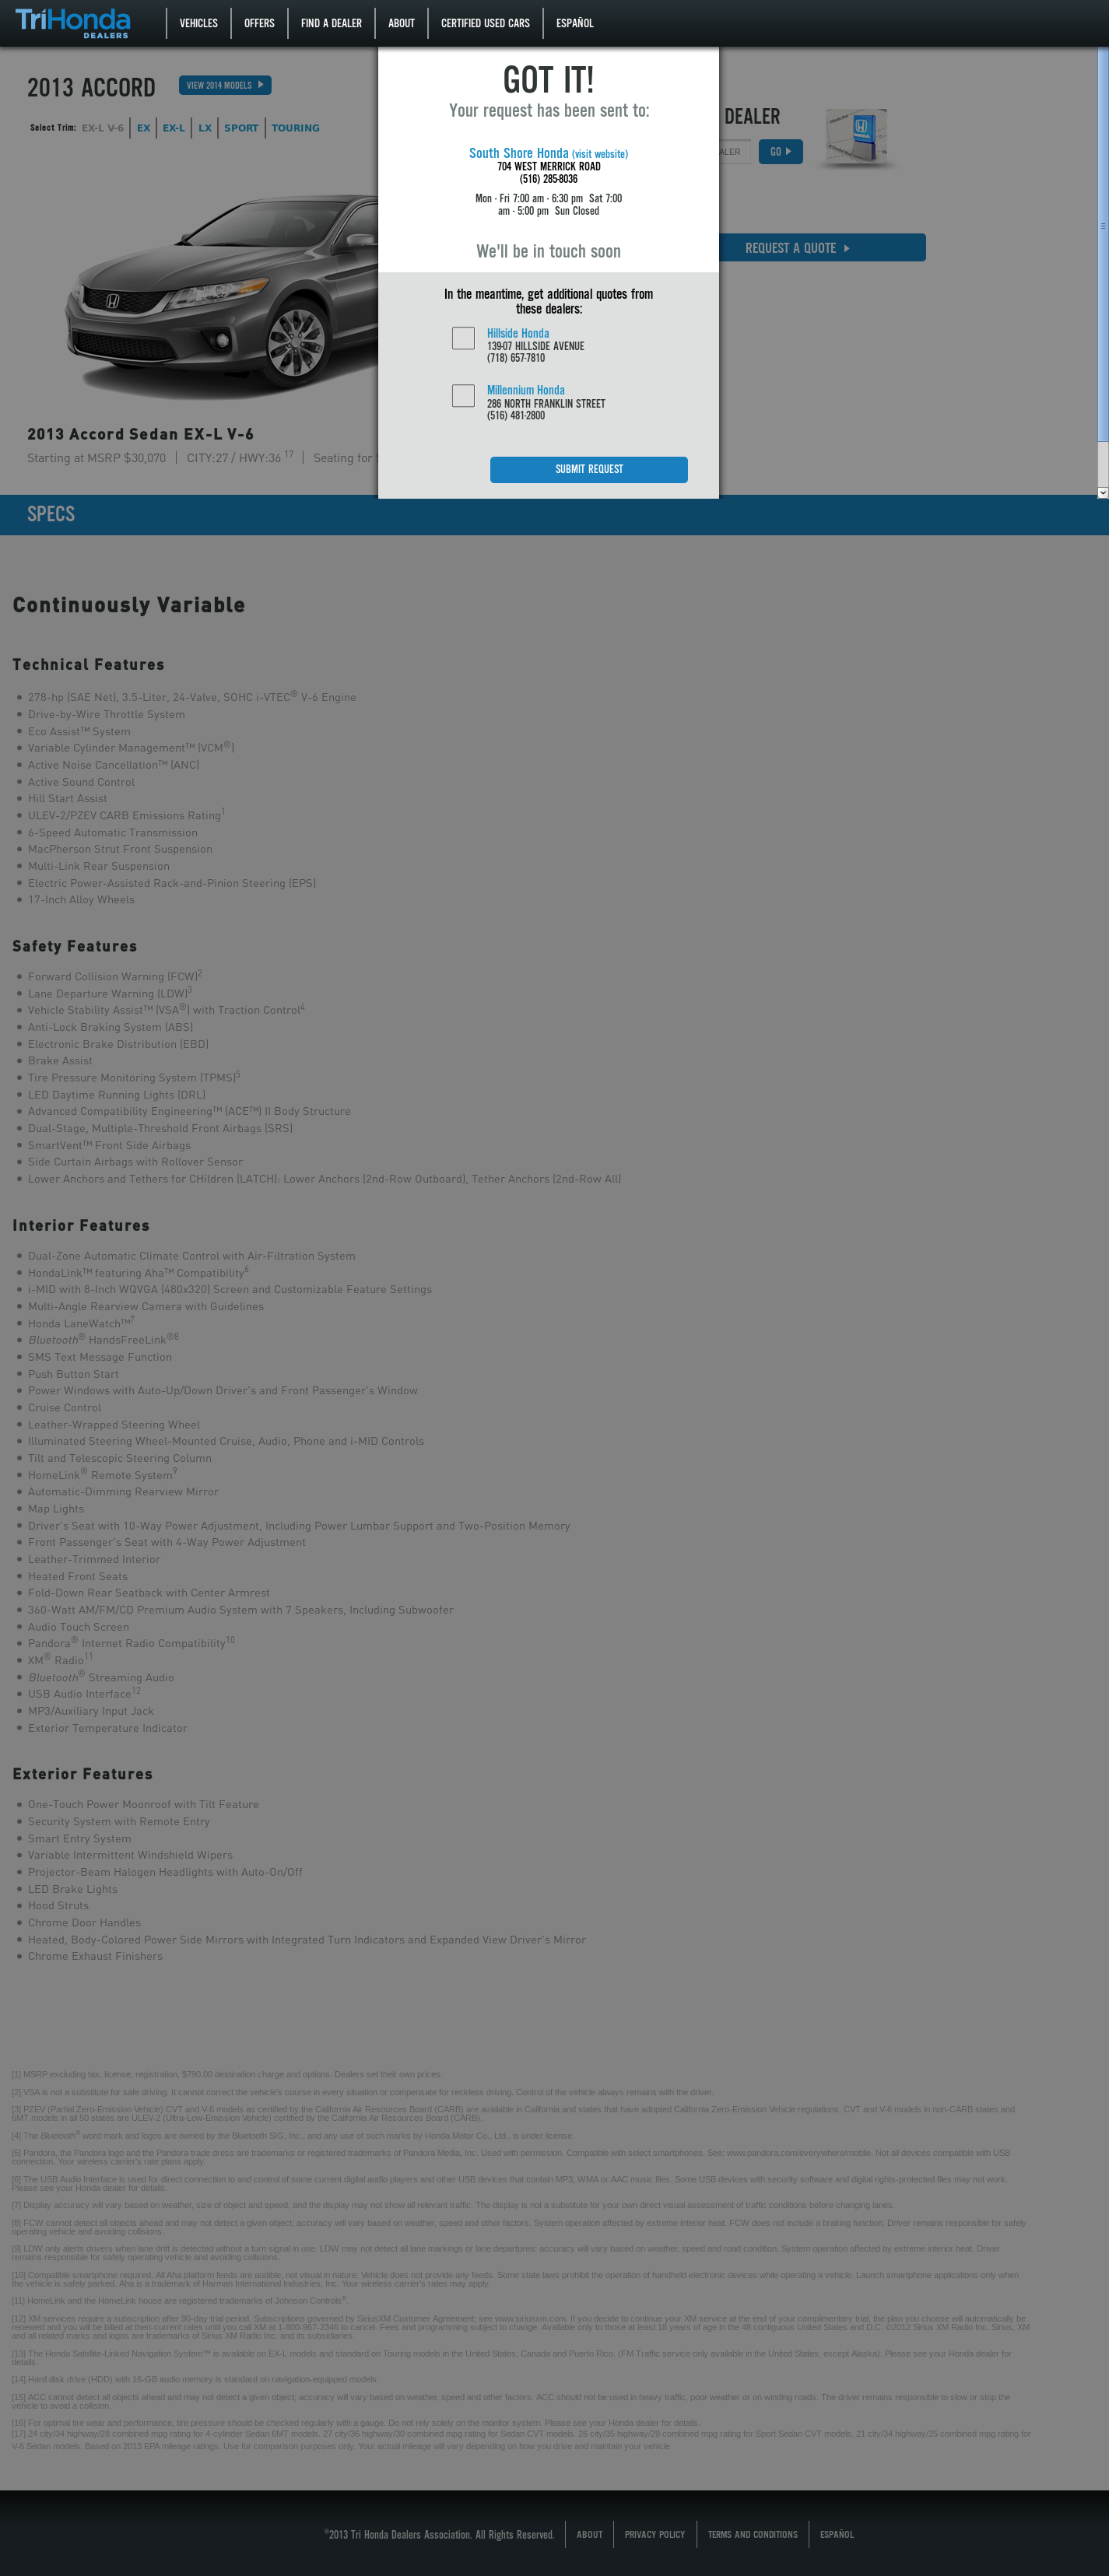 TriHonda
DEALERS
VEHICLES
OFFERS
FIND A DEALER
ABOUT
CERTIFIED USED CARS
ESPAÑOL
2013 ACCORD
VIEW 2014 MODELS
Select Trim: EX-L V-6 EX EX-L LX SPORT TOURING
GOT IT!
Your request has been sent to:
South Shore Honda (visit website)
704 WEST MERRICK ROAD
(516) 285-8036
Mon - Fri 7:00 am - 6:30 pm Sat 7:00
am - 5:00 pm Sun Closed
We'll be in touch soon
In the meantime, get additional quotes from
these dealers:
Hillside Honda
139-07 HILLSIDE AVENUE
(718) 657-7810
Millennium Honda
286 NORTH FRANKLIN STREET
(516) 481-2800
SUBMIT REQUEST
DEALER
ALER
GO
REQUEST A QUOTE
2013 Accord Sedan EX-L V-6
Starting at MSRP $30,070 | CITY:27 / HWY:36 17 | Seating for
SPECS
Continuously Variable
Technical Features
278-hp (SAE Net), 3.5-Liter, 24-Valve, SOHC i-VTEC® V-6 Engine
Drive-by-Wire Throttle System
Eco Assist™ System
Variable Cylinder Management™ (VCM®)
Active Noise Cancellation™ (ANC)
Active Sound Control
Hill Start Assist
ULEV-2/PZEV CARB Emissions Rating1
6-Speed Automatic Transmission
MacPherson Strut Front Suspension
Multi-Link Rear Suspension
Electric Power-Assisted Rack-and-Pinion Steering (EPS)
17-Inch Alloy Wheels
Safety Features
Forward Collision Warning (FCW)2
Lane Departure Warning (LDW)3
Vehicle Stability Assist™ (VSA®) with Traction Control4
Anti-Lock Braking System (ABS)
Electronic Brake Distribution (EBD)
Brake Assist
Tire Pressure Monitoring System (TPMS)5
LED Daytime Running Lights (DRL)
Advanced Compatibility Engineering™ (ACE™) II Body Structure
Dual-Stage, Multiple-Threshold Front Airbags (SRS)
SmartVent™ Front Side Airbags
Side Curtain Airbags with Rollover Sensor
Lower Anchors and Tethers for CHildren (LATCH): Lower Anchors (2nd-Row Outboard), Tether Anchors (2nd-Row All)
Interior Features
Dual-Zone Automatic Climate Control with Air-Filtration System
HondaLink™ featuring Aha™ Compatibility6
i-MID with 8-Inch WQVGA (480x320) Screen and Customizable Feature Settings
Multi-Angle Rearview Camera with Guidelines
Honda LaneWatch™7
Bluetooth® HandsFreeLink®8
SMS Text Message Function
Push Button Start
Power Windows with Auto-Up/Down Driver's and Front Passenger's Window
Cruise Control
Leather-Wrapped Steering Wheel
Illuminated Steering Wheel-Mounted Cruise, Audio, Phone and i-MID Controls
Tilt and Telescopic Steering Column
HomeLink® Remote System9
Automatic-Dimming Rearview Mirror
Map Lights
Driver's Seat with 10-Way Power Adjustment, Including Power Lumbar Support and Two-Position Memory
Front Passenger's Seat with 4-Way Power Adjustment
Leather-Trimmed Interior
Heated Front Seats
Fold-Down Rear Seatback with Center Armrest
360-Watt AM/FM/CD Premium Audio System with 7 Speakers, Including Subwoofer
Audio Touch Screen
Pandora® Internet Radio Compatibility10
XM® Radio11
Bluetooth® Streaming Audio
USB Audio Interface12
MP3/Auxiliary Input Jack
Exterior Temperature Indicator
Exterior Features
One-Touch Power Moonroof with Tilt Feature
Security System with Remote Entry
Smart Entry System
Variable Intermittent Windshield Wipers
Projector-Beam Halogen Headlights with Auto-On/Off
LED Brake Lights
Hood Struts
Chrome Door Handles
Heated, Body-Colored Power Side Mirrors with Integrated Turn Indicators and Expanded View Driver's Mirror
Chrome Exhaust Finishers
[1] MSRP excluding tax, license, registration, $790.00 destination charge and options. Dealers set their own prices.
[2] VSA is not a substitute for safe driving. It cannot correct the vehicle's course in every situation or compensate for reckless driving. Control of the vehicle always remains with the driver.
[3] PZEV (Partial Zero-Emission Vehicle) CVT and V-6 models as certified by the California Air Resources Board (CARB) are available in California and states that have adopted California Zero-Emission Vehicle regulations. CVT and V-6 models in non-CARB states and
6MT models in all 50 states are ULEV-2 (Ultra-Low-Emission Vehicle) certified by the California Air Resources Board (CARB).
[4] The Bluetooth® word mark and logos are owned by the Bluetooth SIG, Inc., and any use of such marks by Honda Motor Co., Ltd., is under license.
[5] Pandora, the Pandora logo and the Pandora trade dress are trademarks or registered trademarks of Pandora Media, Inc. Used with permission. Compatible with select smartphones. See: www.pandora.com/everywhere/mobile. Not all devices compatible with USB
connection. Your wireless carrier's rate plans apply.
[6] The USB Audio Interface is used for direct connection to and control of some current digital audio players and other USB devices that contain MP3, WMA or AAC music files. Some USB devices with security software and digital rights-protected files may not work.
Please see your Honda dealer for details.
[7] Display accuracy will vary based on weather, size of object and speed, and the display may not show all relevant traffic. The display is not a substitute for your own direct visual assessment of traffic conditions before changing lanes.
[8] FCW cannot detect all objects ahead and may not detect a given object; accuracy will vary based on weather, speed and other factors. System operation affected by extreme interior heat. FCW does not include a braking function. Driver remains responsible for safely
operating vehicle and avoiding collisions.
[9] LDW only alerts drivers when lane drift is detected without a turn signal in use. LDW may not detect all lane markings or lane departures; accuracy will vary based on weather, speed and road condition. System operation affected by extreme interior heat. Driver
remains responsible for safely operating vehicle and avoiding collisions.
[10] Compatible smartphone required. All Aha platform feeds are audible, not visual in nature. Vehicle does not provide any feeds. Some state laws prohibit the operation of handheld electronic devices while operating a vehicle. Launch smartphone applications only when
the vehicle is safely parked. Aha is a trademark of Harman International Industries, Inc. Your wireless carrier's rates may apply.
[11] HomeLink and the HomeLink house are registered trademarks of Johnson Controls®.
[12] XM services require a subscription after 90-day trial period. Subscriptions governed by SiriusXM Customer Agreement; see www.siriusxm.com. If you decide to continue your XM service at the end of your complimentary trial, the plan you choose will automatically be
renewed and you will be billed at then-current rates until you call XM at 1-800-967-2346 to cancel. Fees and programming subject to change. Available only to those at least 18 years of age in the 48 contiguous United States and D.C. ©2012 Sirius XM Radio Inc. Sirius, XM
and all related marks and logos are trademarks of Sirius XM Radio Inc. and its subsidiaries.
[13] The Honda Satellite-Linked Navigation System™ is available on EX-L models and standard on Touring models in the United States, Canada and Puerto Rico. (FM Traffic service only available in the United States, except Alaska). Please see your Honda dealer for
details.
[14] Hard disk drive (HDD) with 16-GB audio memory is standard on navigation-equipped models.
[15] ACC cannot detect all objects ahead and may not detect a given object; accuracy will vary based on weather, speed and other factors. ACC should not be used in heavy traffic, poor weather or on winding roads. The driver remains responsible to slow or stop the
vehicle to avoid a collision.
[16] For optimal tire wear and performance, tire pressure should be checked regularly with a gauge. Do not rely solely on the monitor system. Please see your Honda dealer for details
[17] 24 city/34 highway/28 combined mpg rating for 4-cylinder Sedan 6MT models. 27 city/36 highway/30 combined mpg rating for Sedan CVT models. 26 city/35 highway/29 combined mpg rating for Sport Sedan CVT models. 21 city/34 highway/25 combined mpg rating for
V-6 Sedan models. Based on 2013 EPA mileage ratings. Use for comparison purposes only. Your actual mileage will vary depending on how you drive and maintain your vehicle
©2013 Tri Honda Dealers Association. All Rights Reserved.
ABOUT
PRIVACY POLICY
TERMS AND CONDITIONS
ESPAÑOL